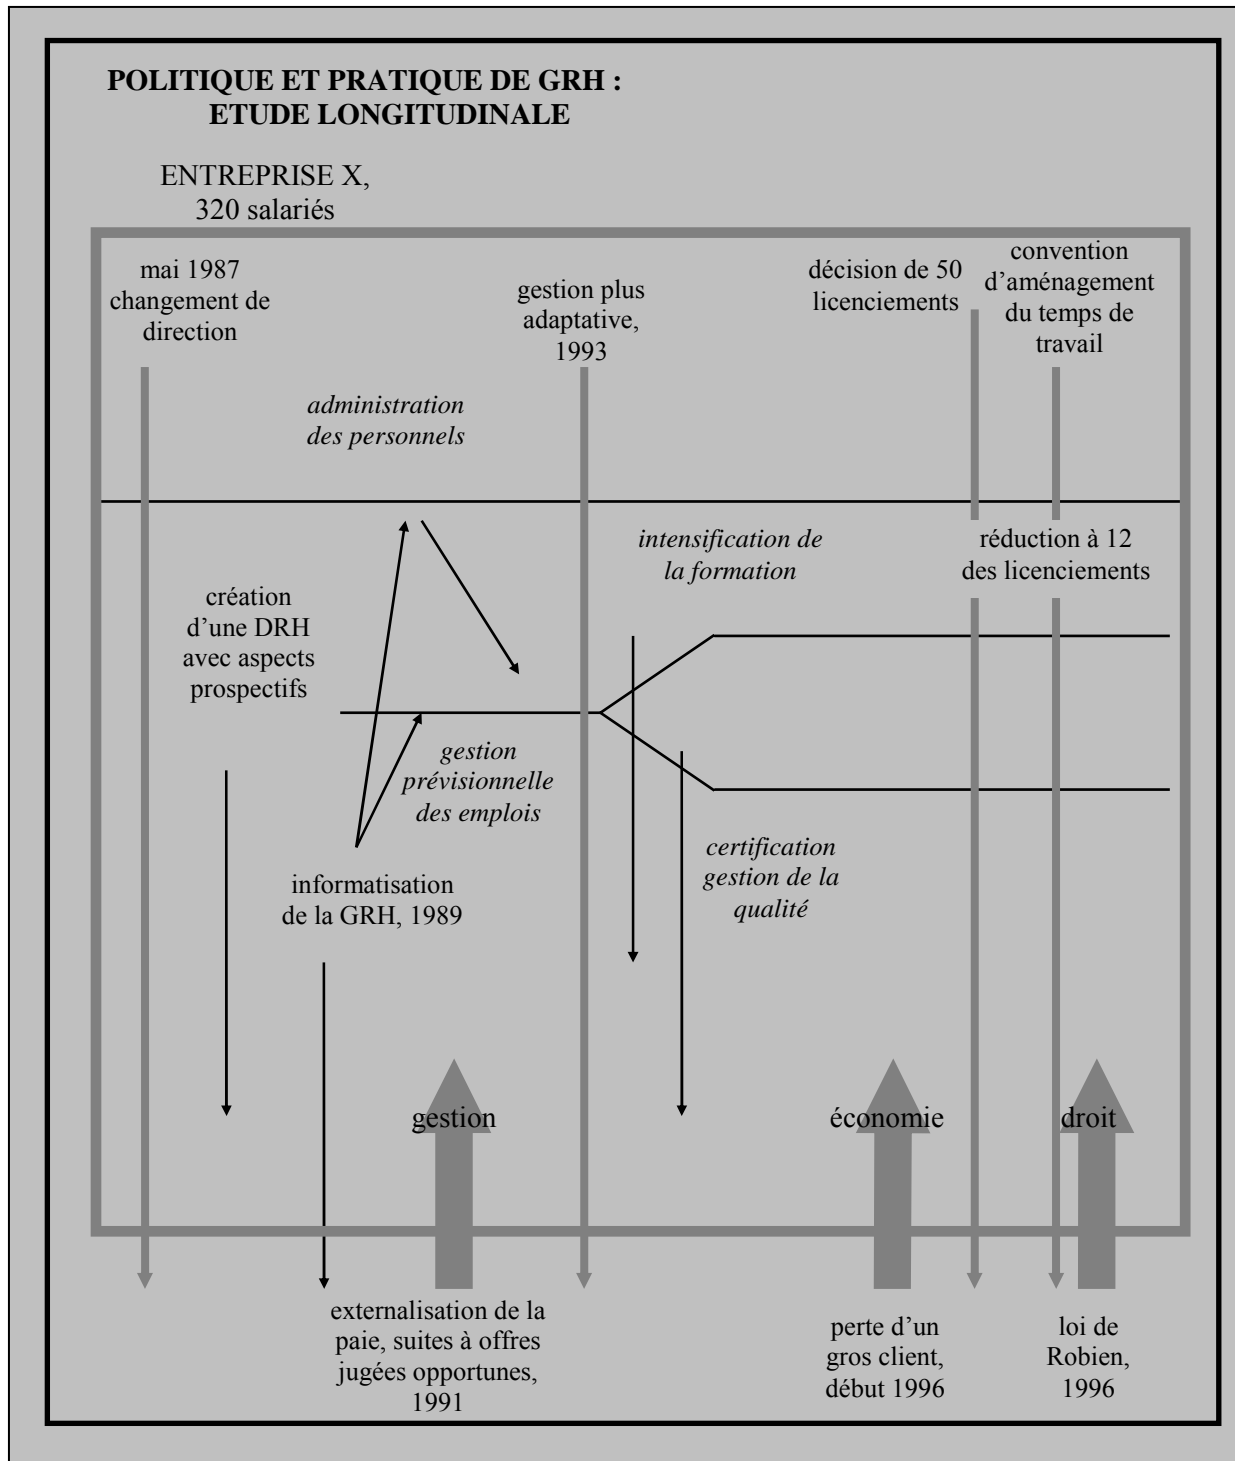 POLITIQUE ET PRATIQUE DE GRH :
ETUDE LONGITUDINALE
ENTREPRISE X,
320 salariés
mai 1987
changement de
direction
gestion plus
adaptative,
1993
décision de 50
licenciements
convention
d’aménagement
du temps de
travail
administration
des personnels
intensification de
la formation
réduction à 12
des licenciements
création
d’une DRH
avec aspects
prospectifs
gestion
prévisionnelle
des emplois
certification
gestion de la
qualité
informatisation
de la GRH, 1989
gestion
économie
droit
externalisation de la
paie, suites à offres
jugées opportunes,
1991
perte d’un
gros client,
début 1996
loi de
Robien,
1996